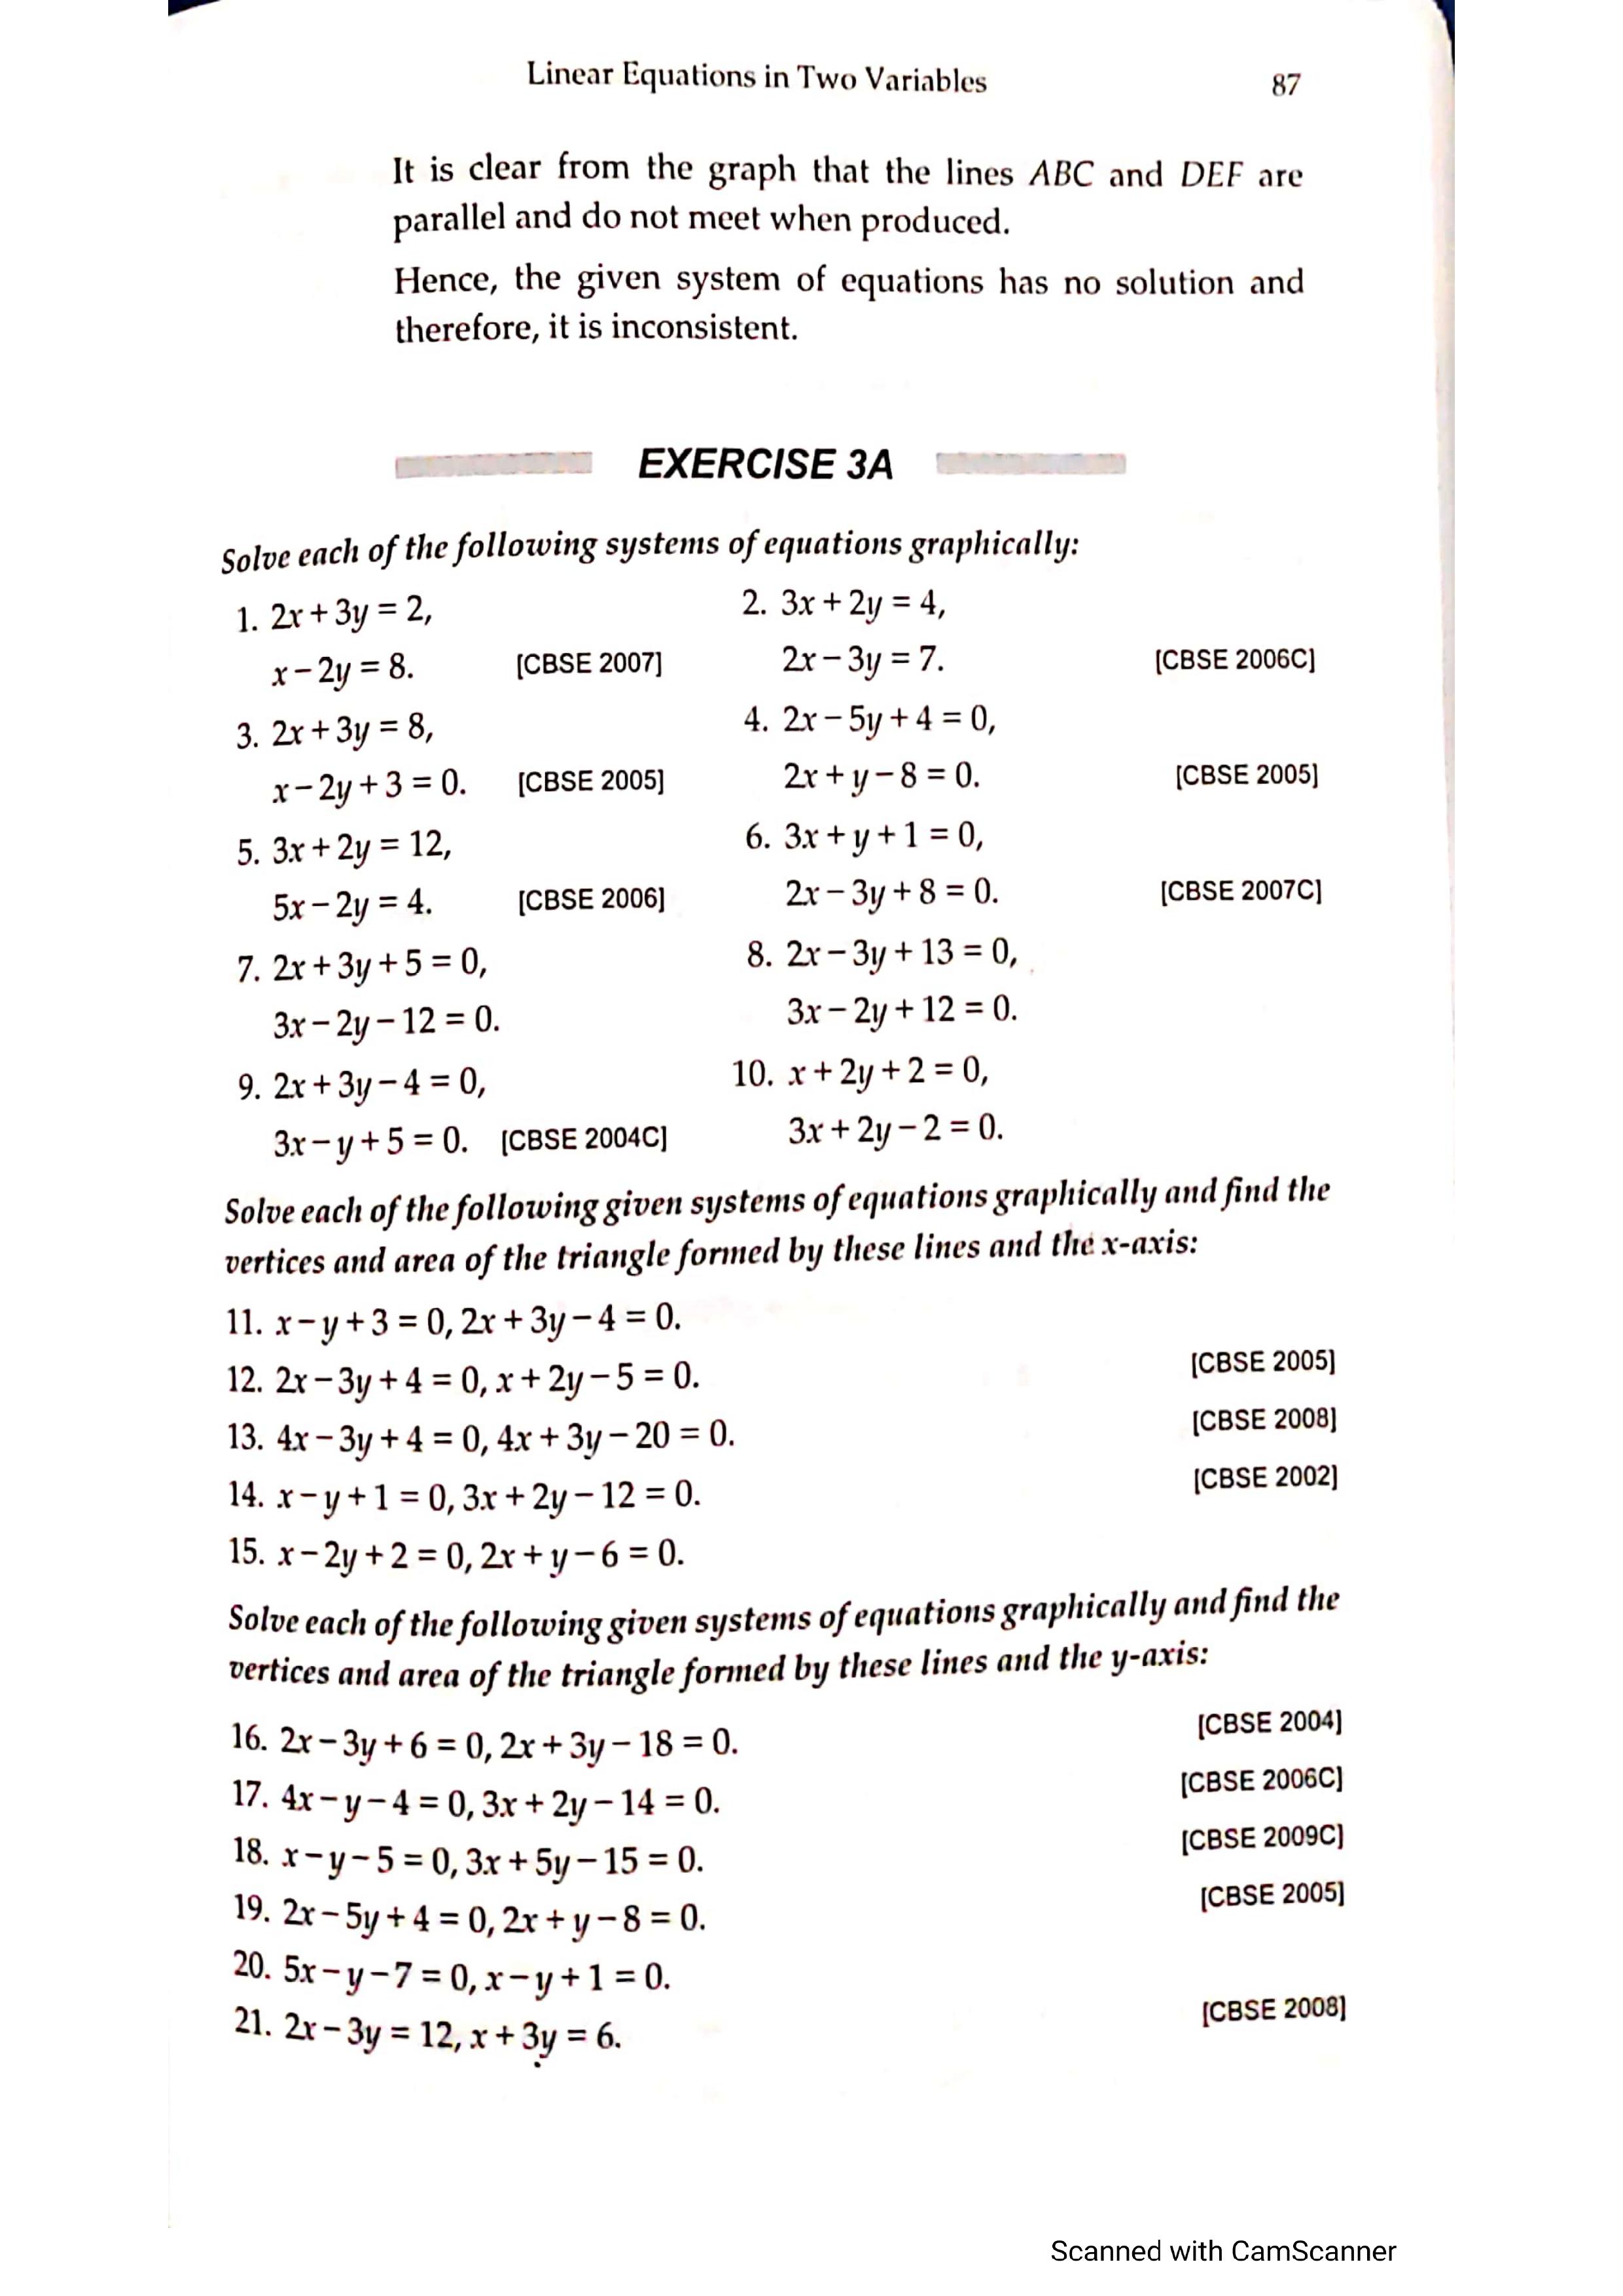 Linear Equations in Two Variables 87
It is clear from the graph that the lines ABC and DEF are
parallel and do not meet when produced.
Hence, the given system of equations has no solution and
therefore, it is inconsistent.
EXERCISE 3A
Solve each of the following systems of equations graphically:
1. 2x + 3y = 2,
x – 2y = 8. [CBSE 2007]
2. 3x + 2y = 4,
2x – 3y = 7. [CBSE 2006C]
3. 2x + 3y = 8,
x – 2y + 3 = 0. [CBSE 2005]
4. 2x – 5y + 4 = 0,
2x + y – 8 = 0. [CBSE 2005]
5. 3x + 2y = 12,
5x – 2y = 4. [CBSE 2006]
6. 3x + y + 1 = 0,
2x – 3y + 8 = 0. [CBSE 2007C]
7. 2x + 3y + 5 = 0,
3x – 2y – 12 = 0.
8. 2x – 3y + 13 = 0,
3x – 2y + 12 = 0.
9. 2x + 3y – 4 = 0,
3x – y + 5 = 0. [CBSE 2004C]
10. x + 2y + 2 = 0,
3x + 2y – 2 = 0.
Solve each of the following given systems of equations graphically and find the
vertices and area of the triangle formed by these lines and the x-axis:
11. x – y + 3 = 0, 2x + 3y – 4 = 0.
12. 2x – 3y + 4 = 0, x + 2y – 5 = 0. [CBSE 2005]
13. 4x – 3y + 4 = 0, 4x + 3y – 20 = 0. [CBSE 2008]
14. x – y + 1 = 0, 3x + 2y – 12 = 0. [CBSE 2002]
15. x – 2y + 2 = 0, 2x + y – 6 = 0.
Solve each of the following given systems of equations graphically and find the
vertices and area of the triangle formed by these lines and the y-axis:
16. 2x – 3y + 6 = 0, 2x + 3y – 18 = 0. [CBSE 2004]
17. 4x – y – 4 = 0, 3x + 2y – 14 = 0. [CBSE 2006C]
18. x – y – 5 = 0, 3x + 5y – 15 = 0. [CBSE 2009C]
19. 2x – 5y + 4 = 0, 2x + y – 8 = 0. [CBSE 2005]
20. 5x – y – 7 = 0, x – y + 1 = 0.
21. 2x – 3y = 12, x + 3y = 6. [CBSE 2008]
Scanned with CamScanner